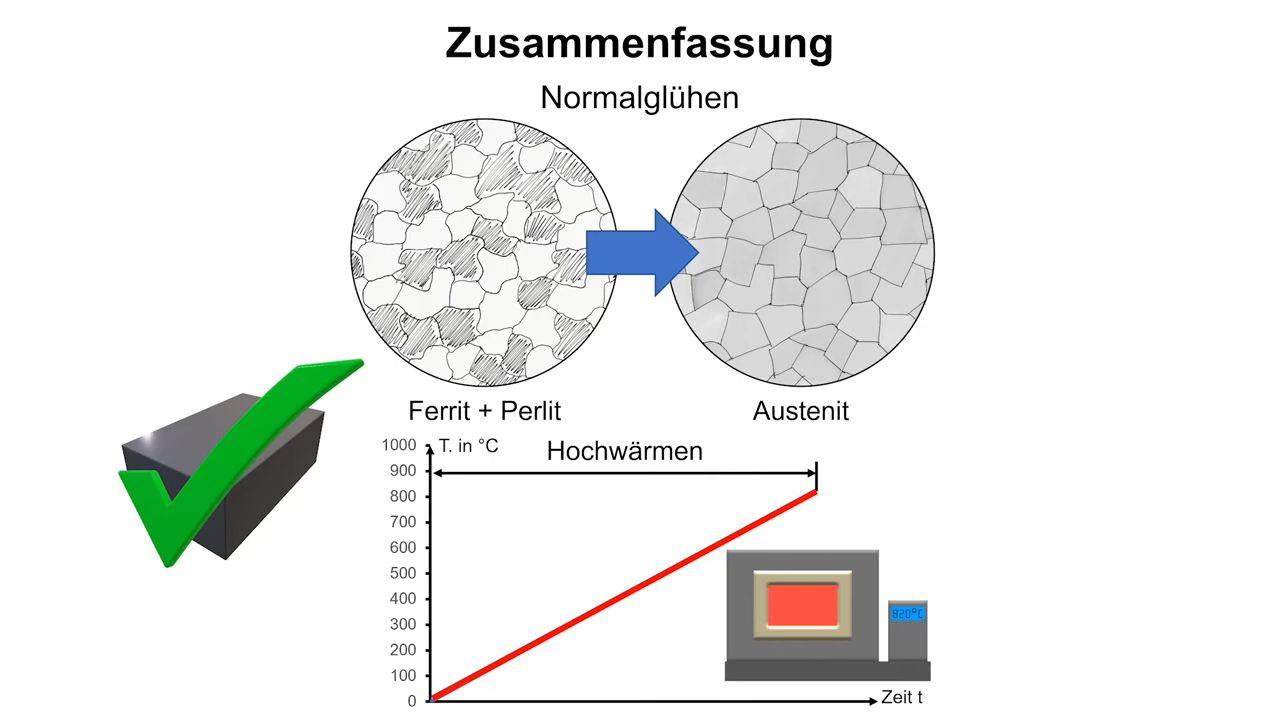 Zusammenfassung
Normalglühen
Ferrit + Perlit
Austenit
1000
T. in °C
Hochwärmen
900
800
700
600
500
400
300
200
100
0
820°C
Zeit t